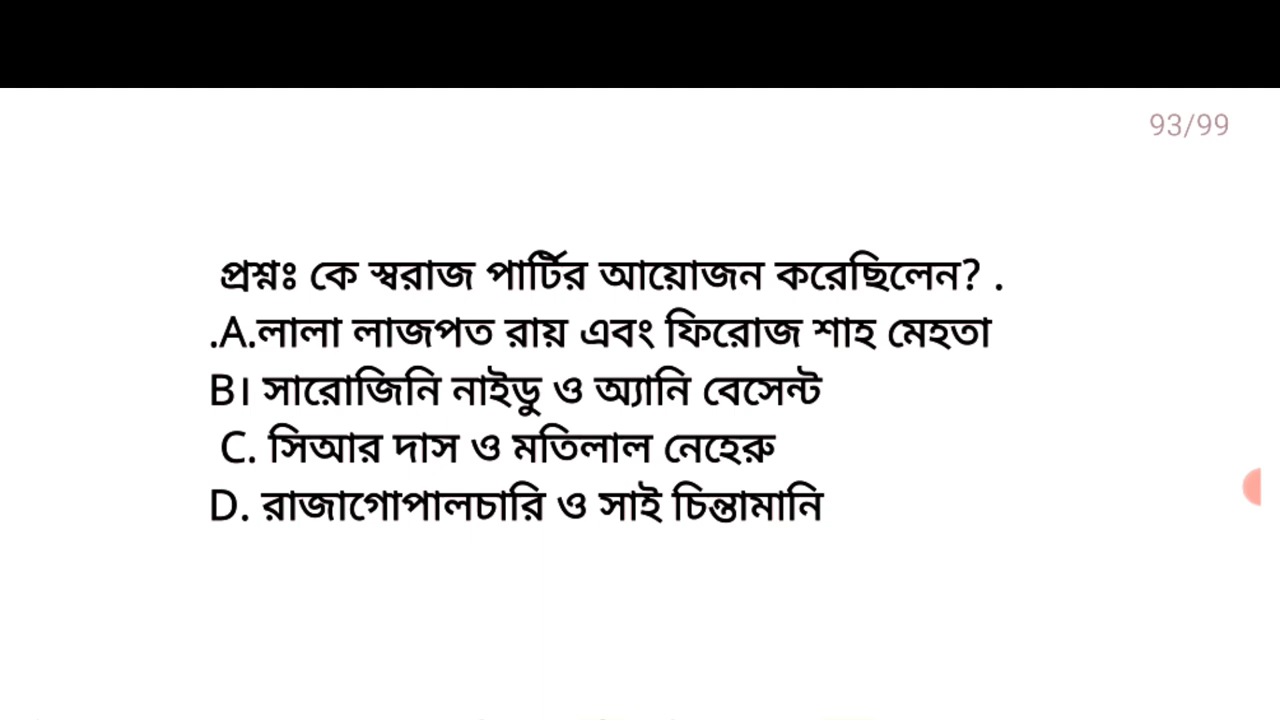 93/99
প্রশ্নঃ কে স্বরাজ পার্টির আয়োজন করেছিলেন? .
.A.লালা লাজপত রায় এবং ফিরোজ শাহ মেহতা
B। সারোজিনি নাইডু ও অ্যানি বেসেন্ট
C. সিআর দাস ও মতিলাল নেহেরু
D. রাজাগোপালচারি ও সাই চিন্তামানি